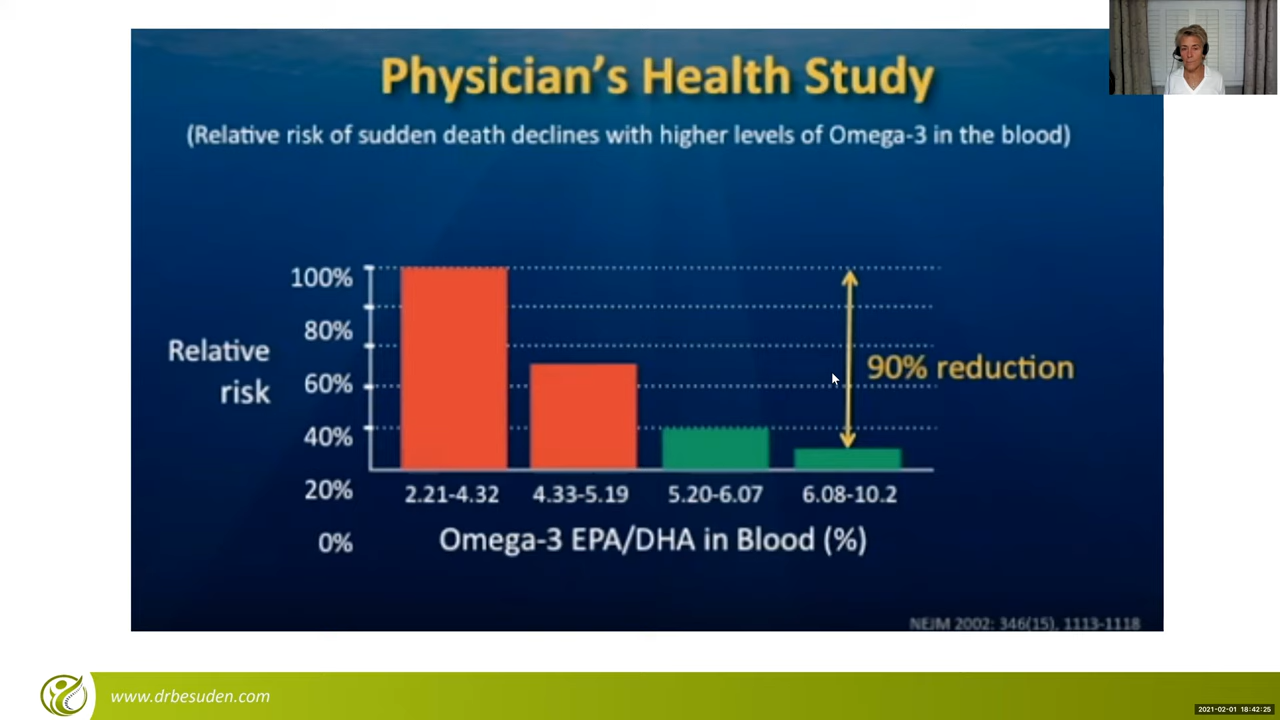 Physician’s Health Study
(Relative risk of sudden death declines with higher levels of Omega-3 in the blood)
100%
80%
60%
40%
20%
0%
Relative
risk
90% reduction
2.21-4.32 4.33-5.19 5.20-6.07 6.08-10.2
Omega-3 EPA/DHA in Blood (%)
NEJM 2002: 346(15), 1113-1118
www.drbesuden.com
2021-02-01 18:42:25